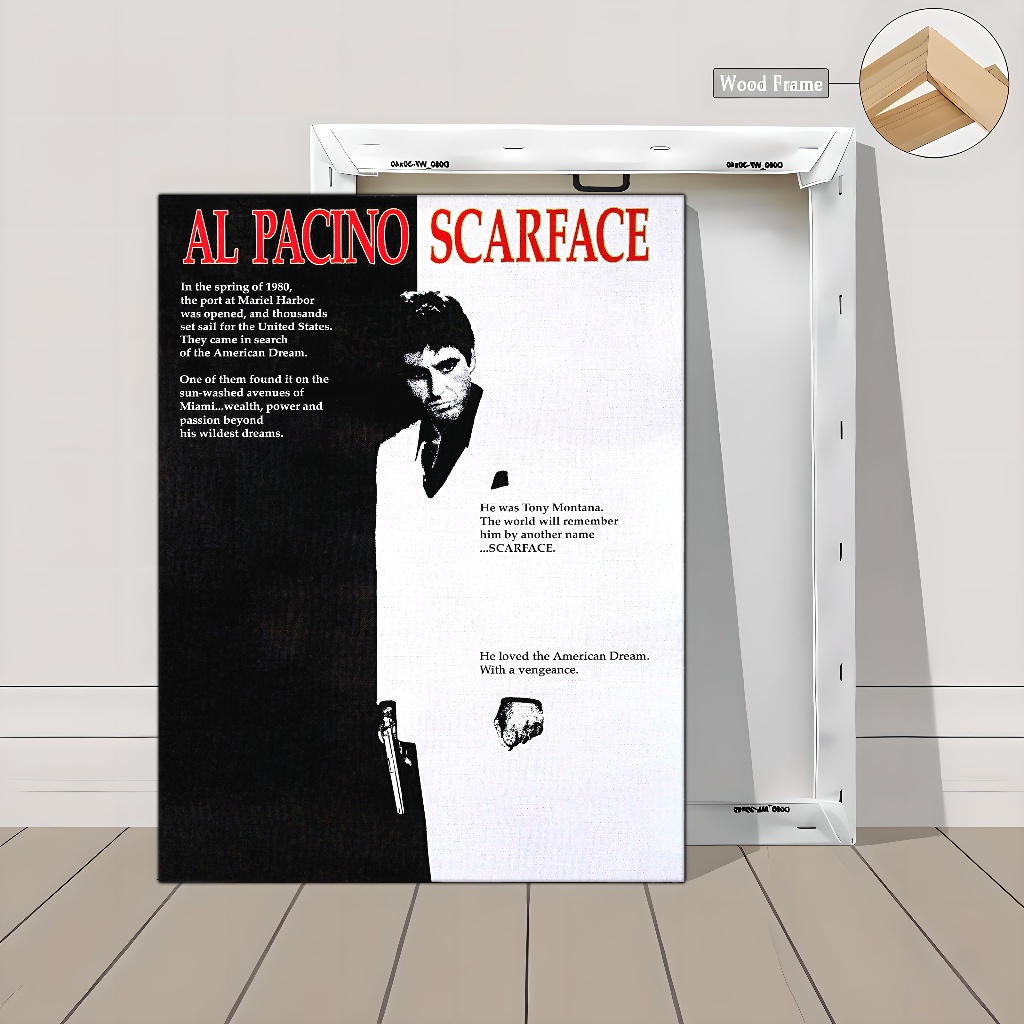 Wood Frame
AL PACINO SCARFACE
In the spring of 1980,
the port at Mariel Harbor
was opened, and thousands
set sail for the United States.
They came in search
of the American Dream.
One of them found it on the
sun-washed avenues of
Miami...wealth, power and
passion beyond
his wildest dreams.
He was Tony Montana.
The world will remember
him by another name
...SCARFACE.
He loved the American Dream.
With a vengeance.